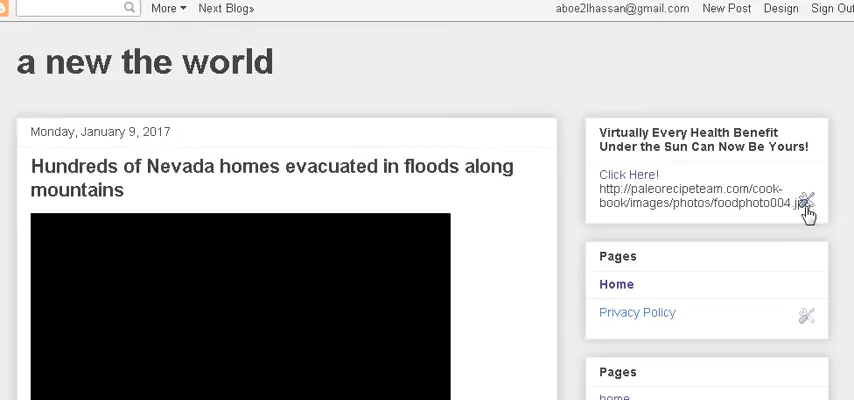 More Next Blog» aboe2lhassan@gmail.com New Post Design Sign Out
a new the world
Monday, January 9, 2017
Hundreds of Nevada homes evacuated in floods along
mountains
Virtually Every Health Benefit
Under the Sun Can Now Be Yours!
Click Here!
http://paleorecipeteam.com/cook-
book/images/photos/foodphoto004.jpg
Pages
Home
Privacy Policy
Pages
home